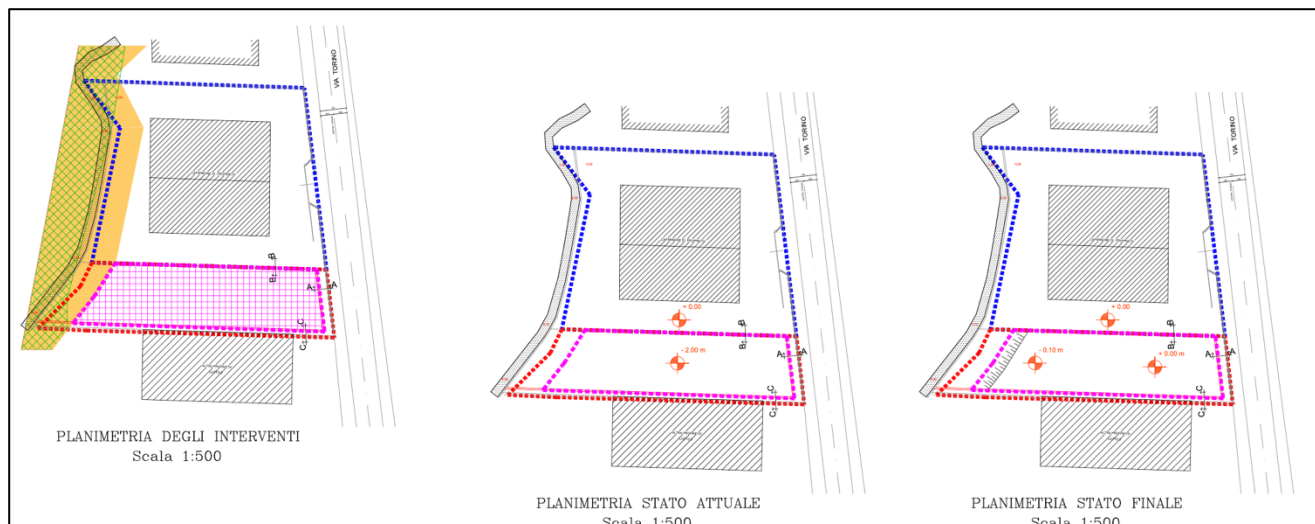 VIA TORINO
B
B
A
A
C
C
PLANIMETRIA DEGLI INTERVENTI
Scala 1:500
VIA TORINO
+ 0.00
B
B
A
A
- 2.00 m
C
C
PLANIMETRIA STATO ATTUALE
Scala 1:500
VIA TORINO
+ 0.00
B
B
A
A
- 0.10 m
+ 0.00 m
C
C
PLANIMETRIA STATO FINALE
Scala 1:500